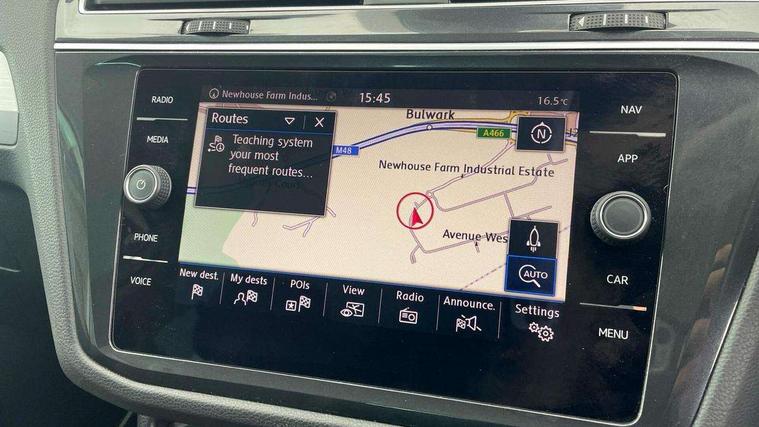 RADIO
MEDIA
PHONE
VOICE
Newhouse Farm Indus...
15:45
16.5°C
Routes
Teaching system
your most
frequent routes...
Bulwark
A466
M48
N
Newhouse Farm Industrial Estate
Avenue Wes
AUTO
New dest.
My dests
POIs
View
Radio
Announce.
Settings
NAV
APP
CAR
MENU